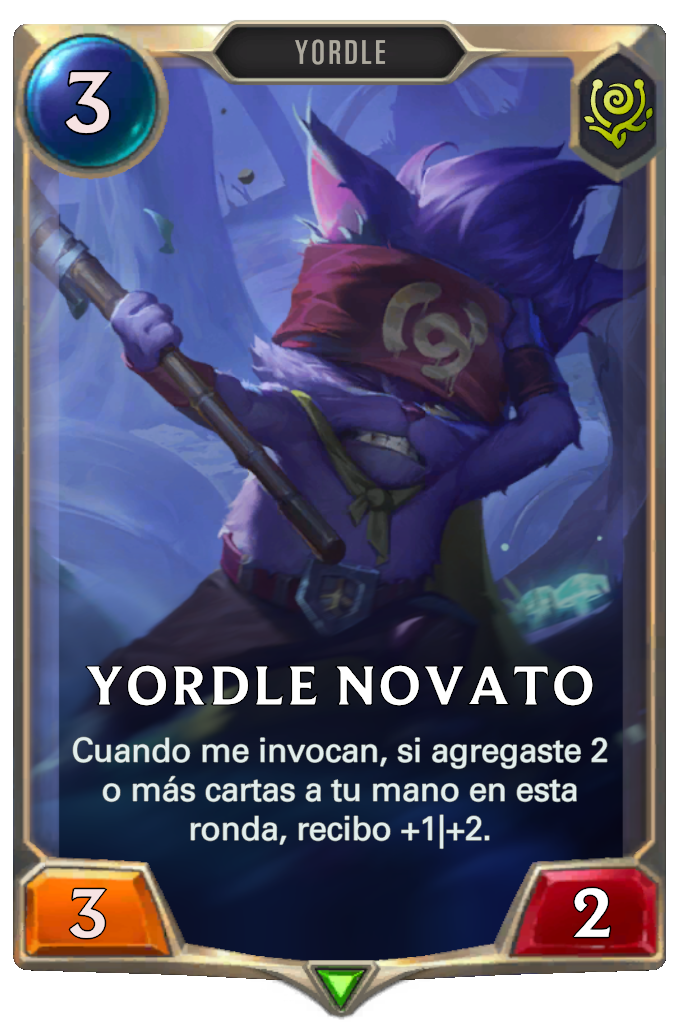 YORDLE
3
YORDLE NOVATO
Cuando me invocan, si agregaste 2
o más cartas a tu mano en esta
ronda, recibo +1|+2.
3
2